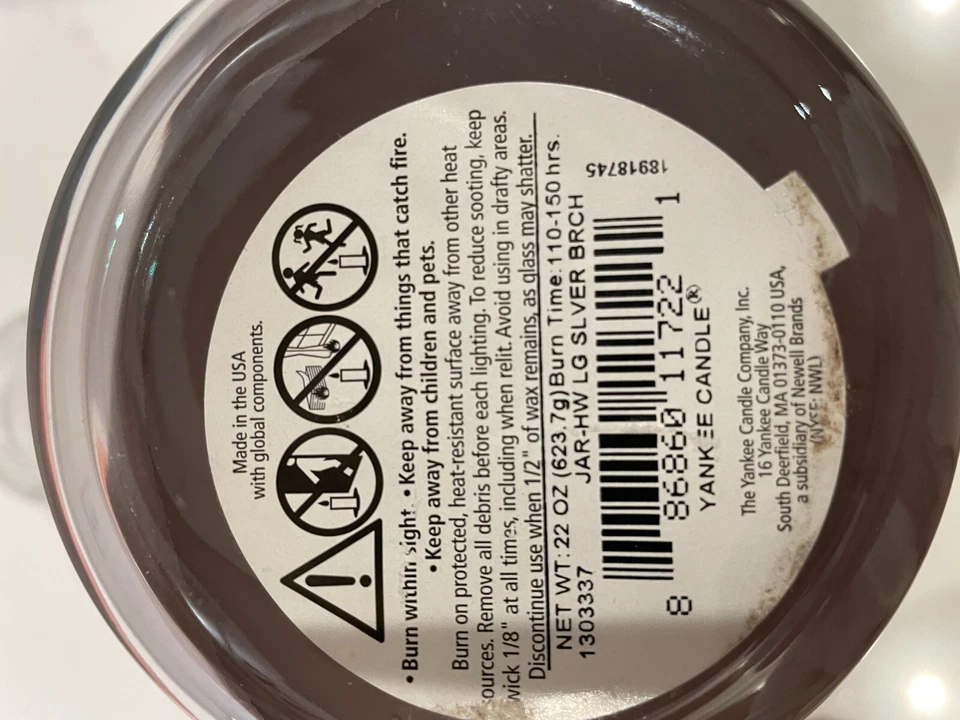 Made in the USA
with global components.
• Burn within sight. • Keep away from things that catch fire.
• Keep away from children and pets.
Burn on protected, heat-resistant surface away from other heat
sources. Remove all debris before each lighting. To reduce sooting, keep
wick 1/8" at all times, including when relit. Avoid using in drafty areas.
Discontinue use when 1/2" of wax remains, as glass may shatter.
NET WT: 22 OZ (623.7g) Burn Time: 110-150 hrs.
1303337 JAR-HW LG SLVER BRCH
18918745
8 86860 11722 1
YANKEE CANDLE®
The Yankee Candle Company, Inc.
16 Yankee Candle Way
South Deerfield, MA 01373-0110 USA,
a subsidiary of Newell Brands
(NYSE: NWL)